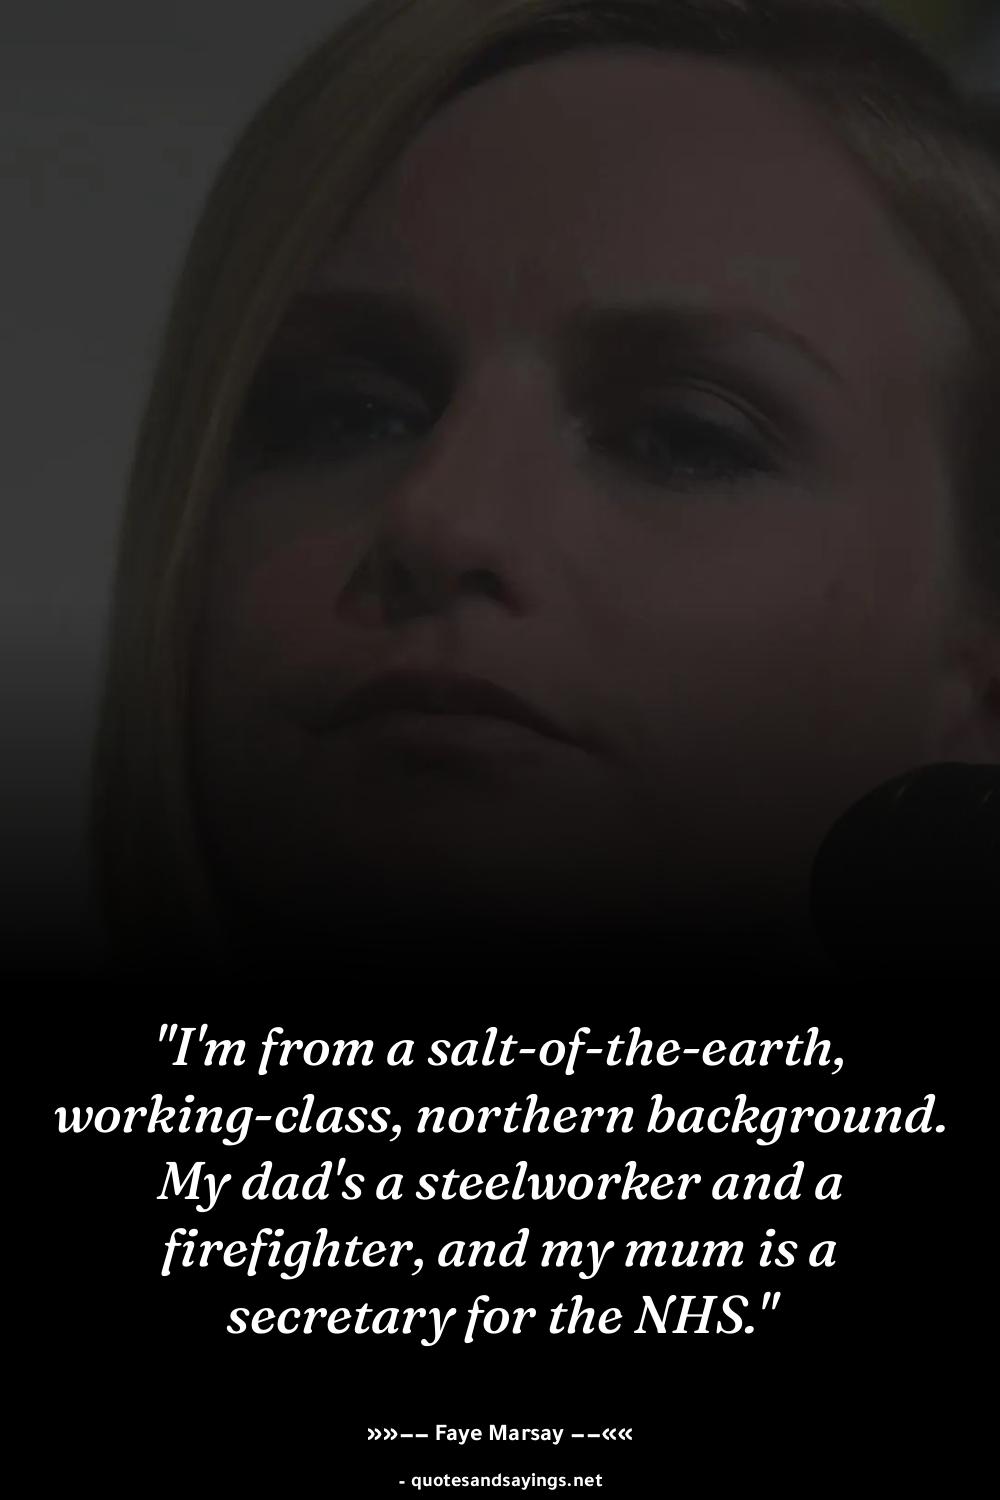 "I'm from a salt-of-the-earth,
working-class, northern background.
My dad's a steelworker and a
firefighter, and my mum is a
secretary for the NHS."
»»−− Faye Marsay −−««
- quotesandsayings.net